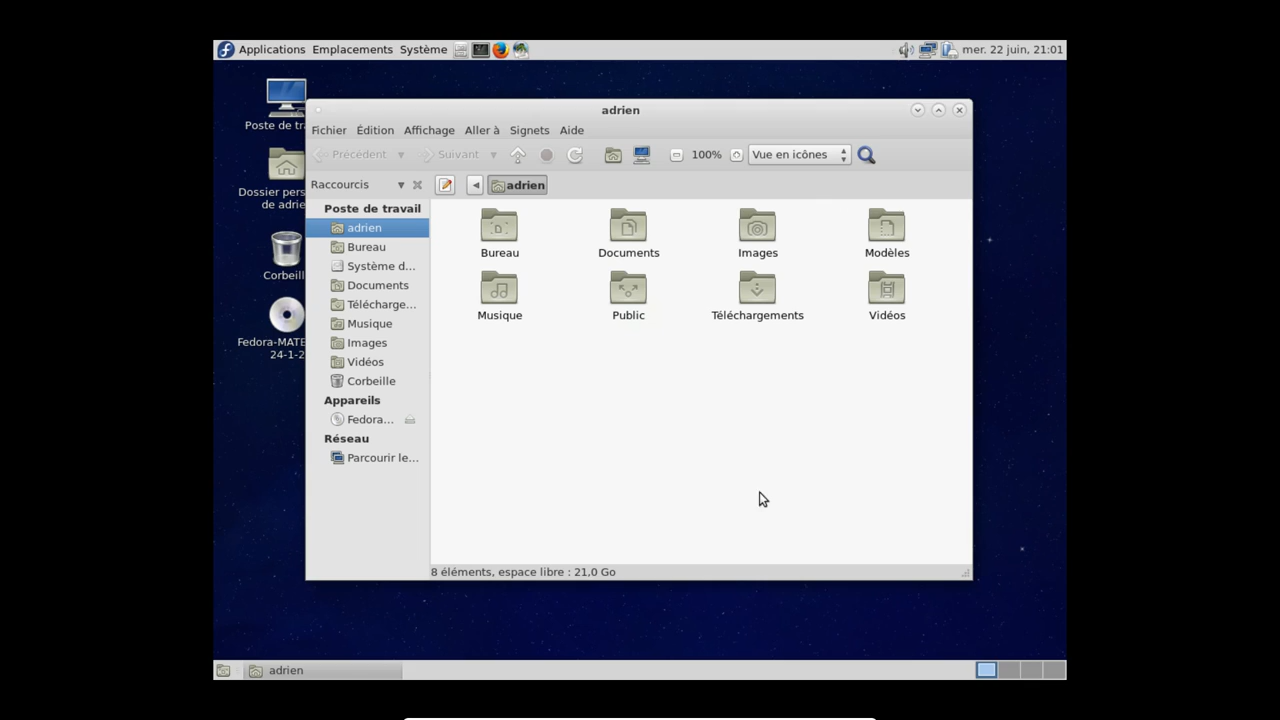 Applications Emplacements Système mer. 22 juin, 21:01
Poste de tr
Dossier pers
de adrie
Corbeill
Fedora-MATE
24-1-2
adrien
Fichier Édition Affichage Aller à Signets Aide
Précédent Suivant 100% Vue en icônes
Raccourcis adrien
Poste de travail
adrien
Bureau
Système d...
Documents
Télécharge...
Musique
Images
Vidéos
Corbeille
Appareils
Fedora...
Réseau
Parcourir le...
Bureau Documents Images Modèles
Musique Public Téléchargements Vidéos
8 éléments, espace libre : 21,0 Go
adrien